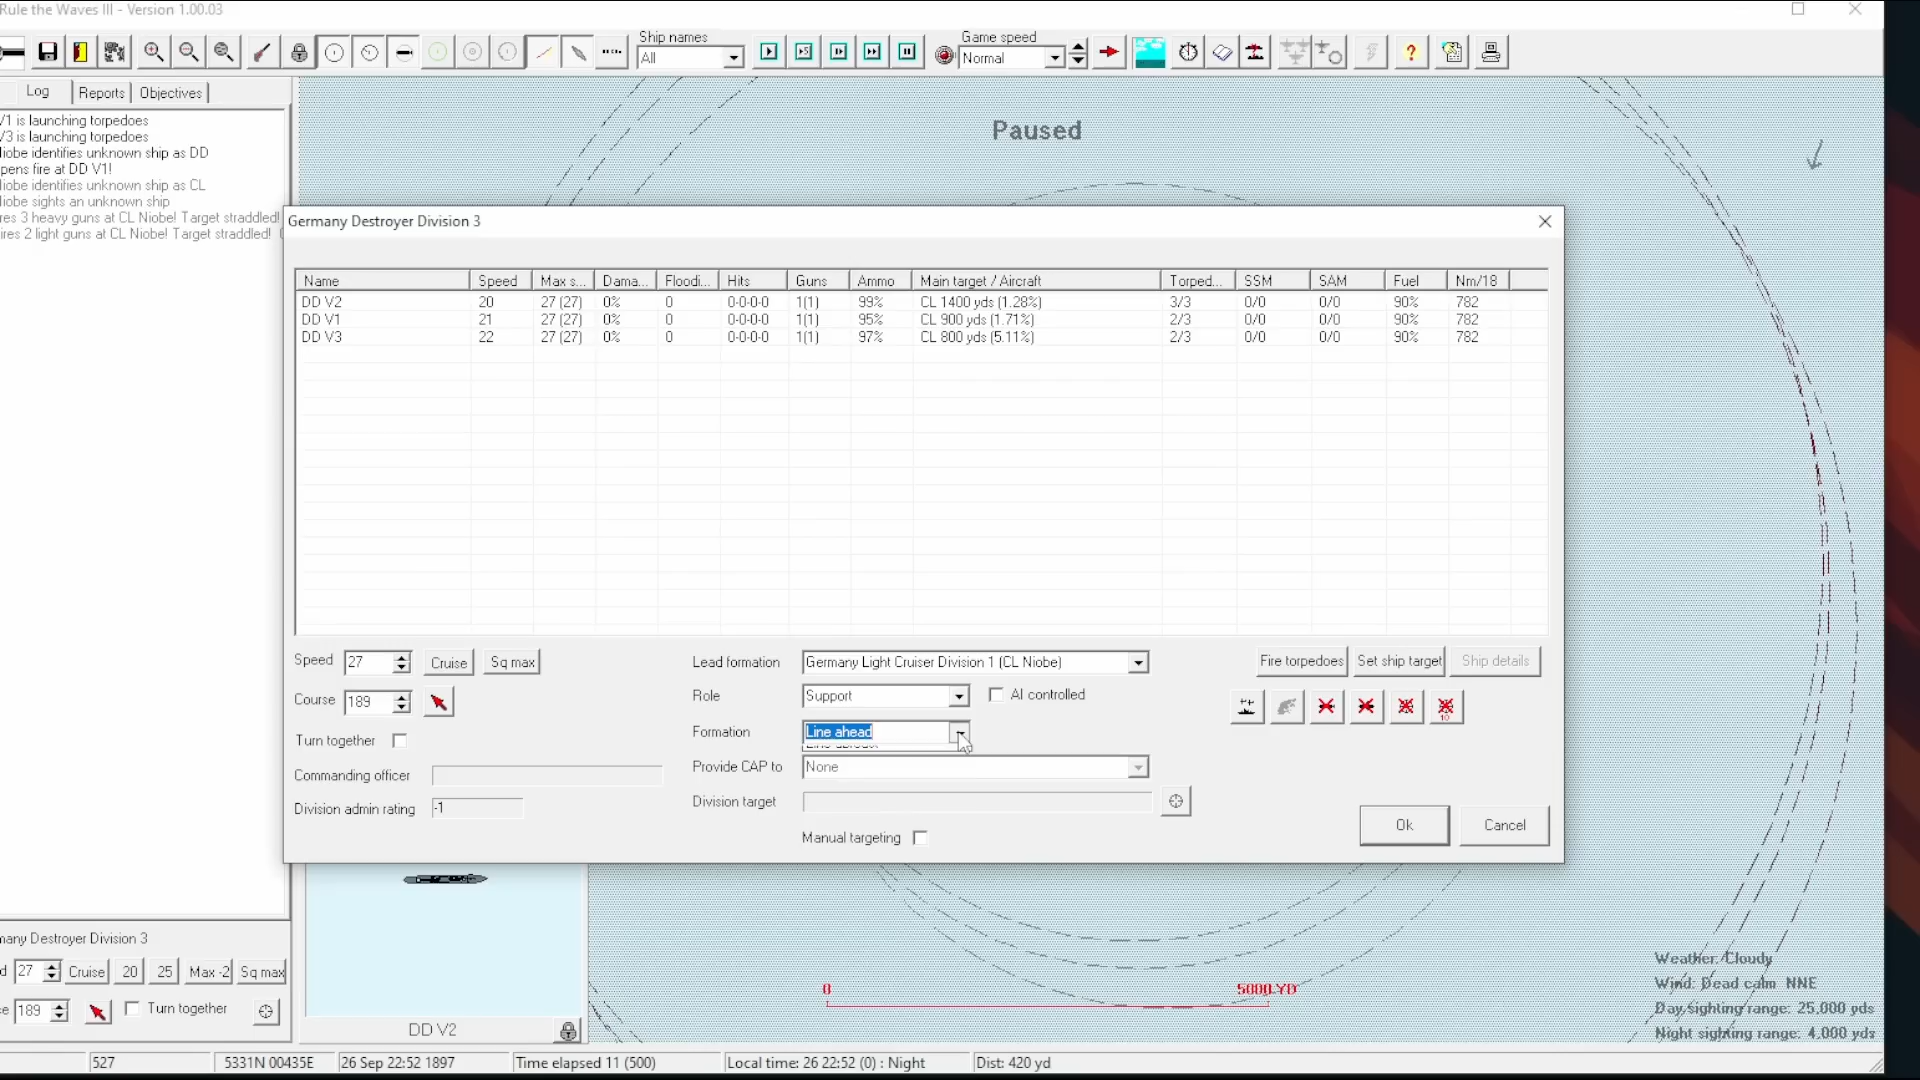 Rule the Waves III - Version 1.00.03
Ship names
All
Game speed
Normal
Log
Reports
Objectives
V1 is launching torpedoes
V3 is launching torpedoes
iobe identifies unknown ship as DD
pens fire at DD V1!
iobe identifies unknown ship as CL
iobe sights an unknown ship
res 3 heavy guns at CL Niobe! Target straddled!
ires 2 light guns at CL Niobe! Target straddled!
Paused
Germany Destroyer Division 3
Name Speed Max s... Dama... Floodi... Hits Guns Ammo Main target / Aircraft Torped... SSM SAM Fuel Nm/18
DD V2 20 27 (27) 0% 0 0-0-0-0 1(1) 99% CL 1400 yds (1.28%) 3/3 0/0 0/0 90% 782
DD V1 21 27 (27) 0% 0 0-0-0-0 1(1) 95% CL 900 yds (1.71%) 2/3 0/0 0/0 90% 782
DD V3 22 27 (27) 0% 0 0-0-0-0 1(1) 97% CL 800 yds (5.11%) 2/3 0/0 0/0 90% 782
Speed 27 Cruise Sq max
Course 189
Turn together
Commanding officer
Division admin rating -1
Lead formation Germany Light Cruiser Division 1 (CL Niobe)
Role Support AI controlled
Formation Line ahead
Provide CAP to None
Division target
Manual targeting
Fire torpedoes Set ship target Ship details
10
Ok Cancel
many Destroyer Division 3
d 27 Cruise 20 25 Max -2 Sq max
e 189 Turn together
DD V2
0 5000 YD
Weather: Cloudy
Wind: Dead calm NNE
Day sighting range: 25,000 yds
Night sighting range: 4,000 yds
527 5331N 00435E 26 Sep 22:52 1897 Time elapsed 11 (500) Local time: 26 22:52 (0) : Night Dist: 420 yd